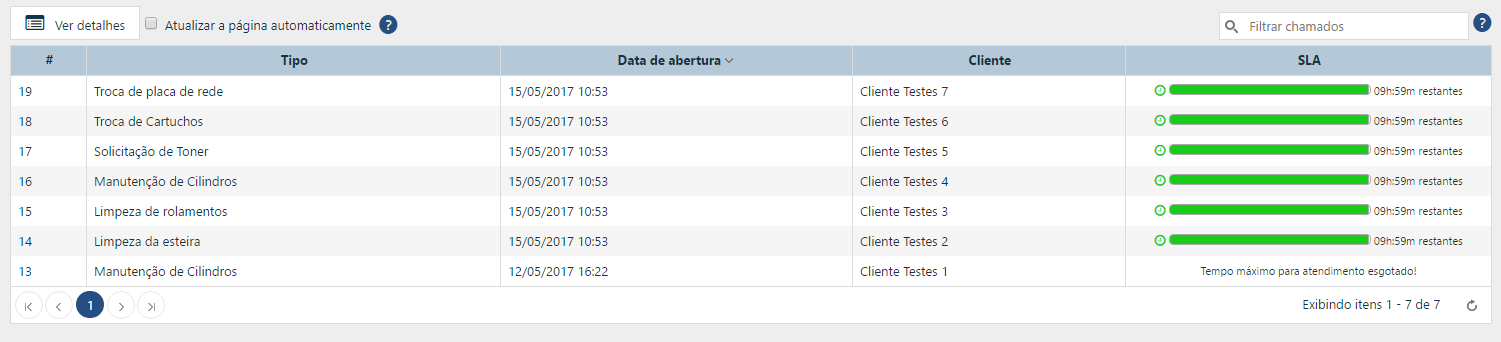 Ver detalhes Atualizar a página automaticamente ? Filtrar chamados ?
# Tipo Data de abertura Cliente SLA
19 Troca de placa de rede 15/05/2017 10:53 Cliente Testes 7 09h:59m restantes
18 Troca de Cartuchos 15/05/2017 10:53 Cliente Testes 6 09h:59m restantes
17 Solicitação de Toner 15/05/2017 10:53 Cliente Testes 5 09h:59m restantes
16 Manutenção de Cilindros 15/05/2017 10:53 Cliente Testes 4 09h:59m restantes
15 Limpeza de rolamentos 15/05/2017 10:53 Cliente Testes 3 09h:59m restantes
14 Limpeza da esteira 15/05/2017 10:53 Cliente Testes 2 09h:59m restantes
13 Manutenção de Cilindros 12/05/2017 16:22 Cliente Testes 1 Tempo máximo para atendimento esgotado!
1 Exibindo itens 1 - 7 de 7